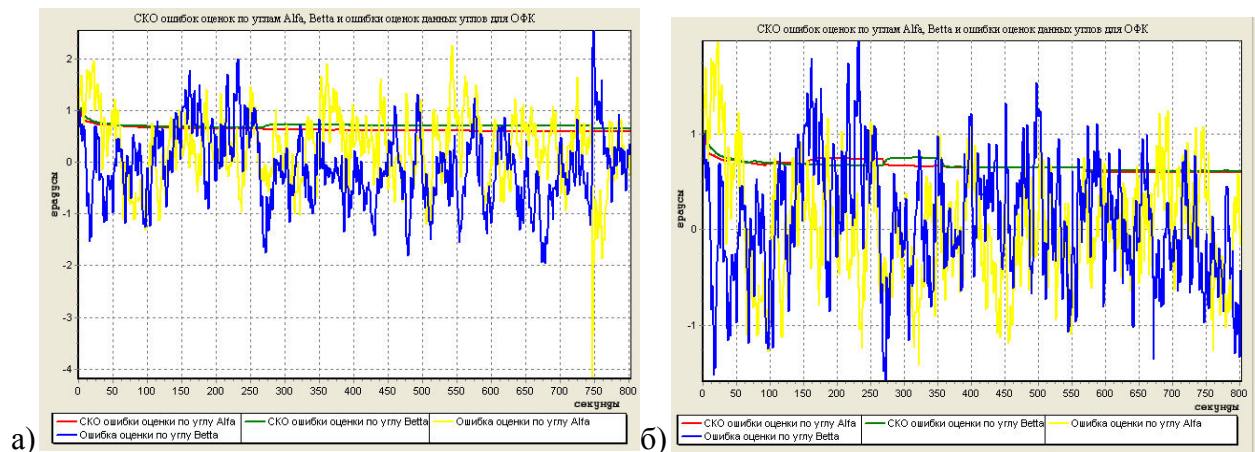 СКО ошибок оценок по углам Alfa, Betta и ошибки оценок данных углов для ОФК
градусы
2
1
0
-1
-2
-3
-4
0 50 100 150 200 250 300 350 400 450 500 550 600 650 700 750 800
секунды
СКО ошибки оценки по углу Alfa
СКО ошибки оценки по углу Betta
Ошибка оценки по углу Alfa
Ошибка оценки по углу Betta
а)
СКО ошибок оценок по углам Alfa, Betta и ошибки оценок данных углов для ОФК
градусы
1
0
-1
0 50 100 150 200 250 300 350 400 450 500 550 600 650 700 750 800
секунды
СКО ошибки оценки по углу Alfa
СКО ошибки оценки по углу Betta
Ошибка оценки по углу Alfa
Ошибка оценки по углу Betta
б)